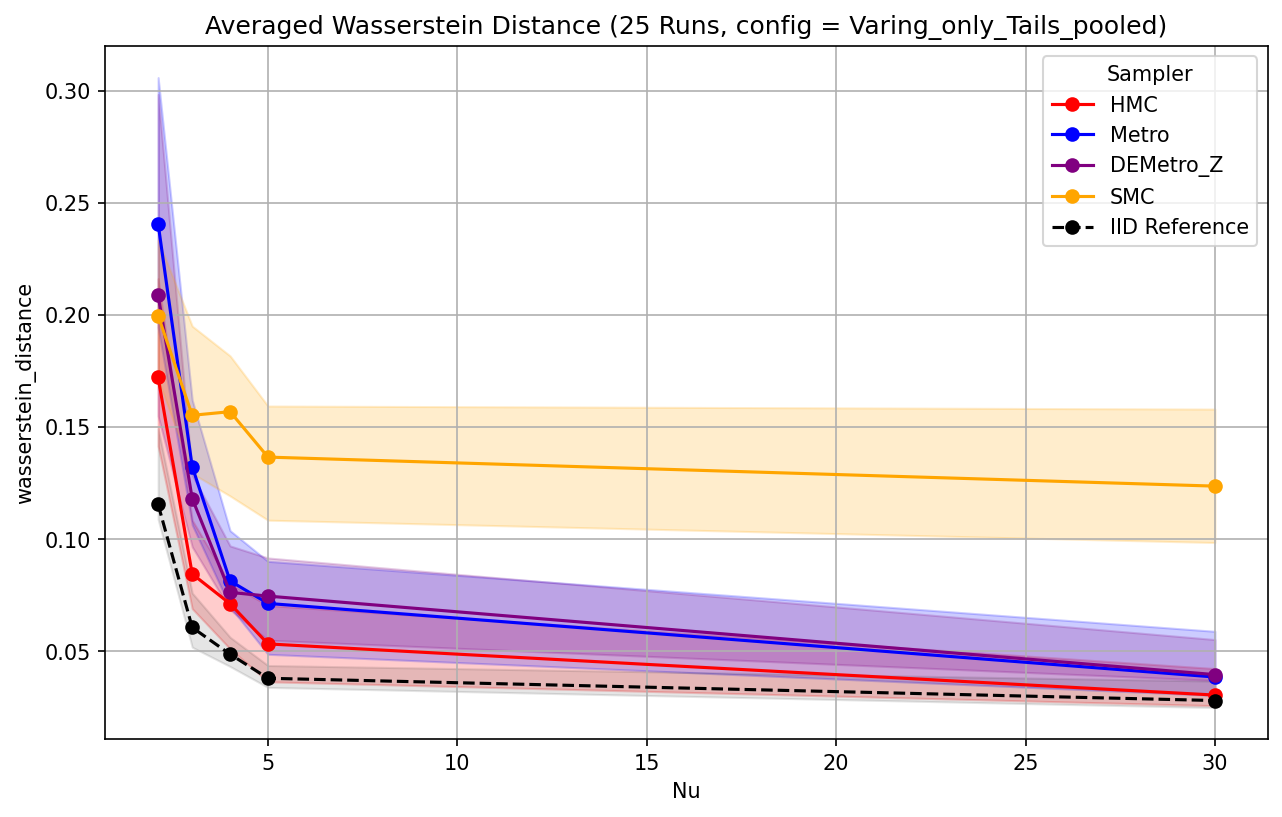 Averaged Wasserstein Distance (25 Runs, config = Varing_only_Tails_pooled)
wasserstein_distance
0.30
0.25
0.20
0.15
0.10
0.05
Sampler
HMC
Metro
DEMetro_Z
SMC
IID Reference
5 10 15 20 25 30
Nu